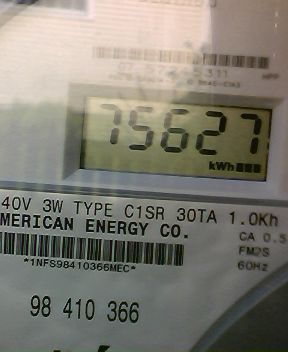 75627
kWh
40V 3W TYPE C1SR 30TA 1.0Kh
MERICAN ENERGY CO.
CA 0.5
FM2S
*1NFS98410366MEC*
60Hz
98 410 366